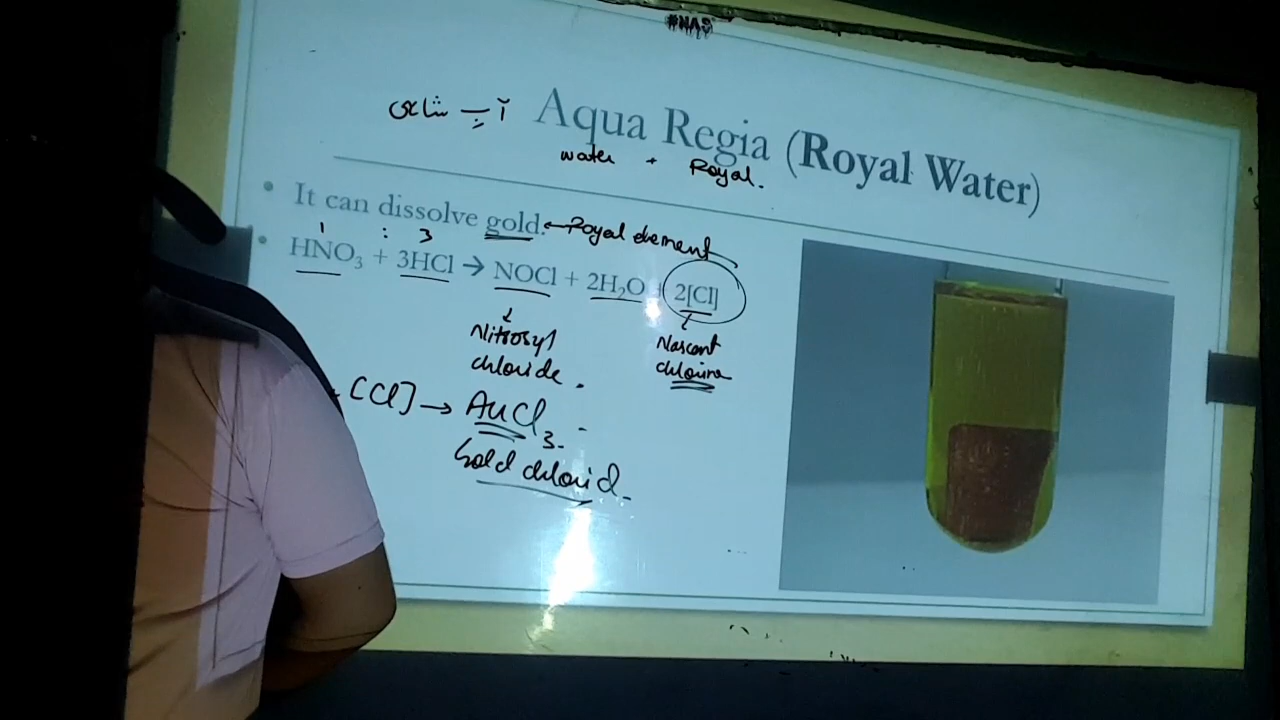 #NAS
آبِ شاہی Aqua Regia (Royal Water)
water + Royal.
• It can dissolve gold. ← Royal element
1 : 3
• HNO₃ + 3HCl → NOCl + 2H₂O + 2[Cl]
Nitrosyl chloride.
Nascent chlorine
[Cl] → AuCl₃.
Gold chlorid.